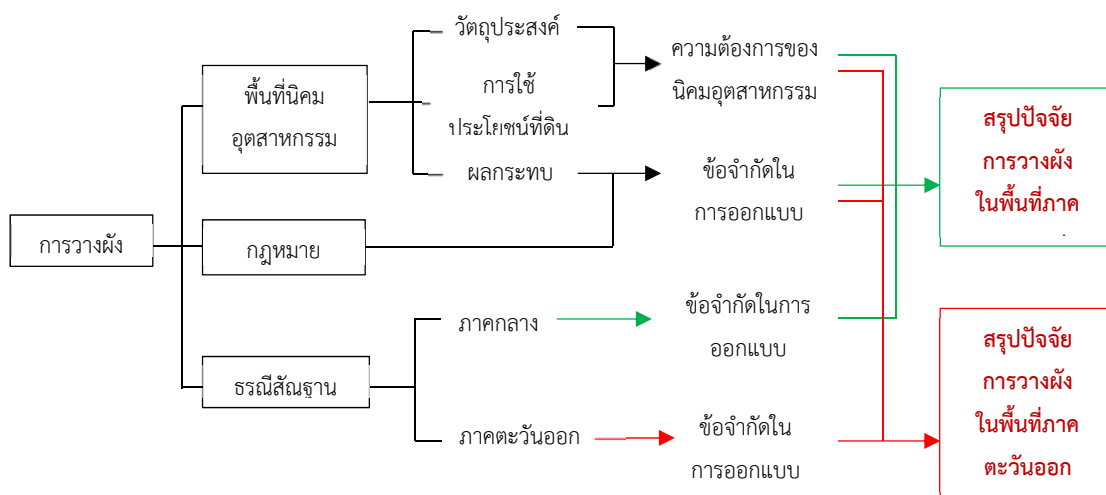 วัตถุประสงค์
การใช้
ประโยชน์ที่ดิน
ผลกระทบ
ความต้องการของ
นิคมอุตสาหกรรม
พื้นที่นิคม
อุตสาหกรรม
ข้อจำกัดใน
การออกแบบ
การวางผัง
กฎหมาย
ธรณีสัณฐาน
ภาคกลาง
ข้อจำกัดในการ
ออกแบบ
ภาคตะวันออก
ข้อจำกัดใน
การออกแบบ
สรุปปัจจัย
การวางผัง
ในพื้นที่ภาค
สรุปปัจจัย
การวางผัง
ในพื้นที่ภาค
ตะวันออก